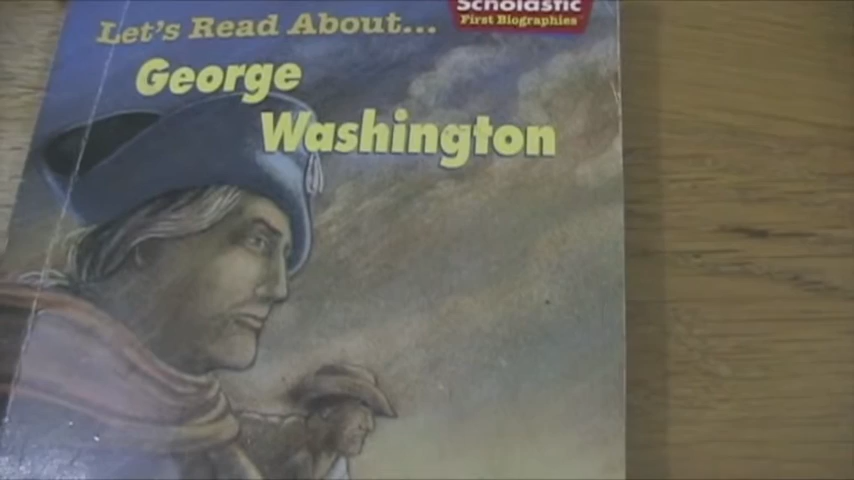 Let's Read About...
Scholastic
First Biographies
George
Washington